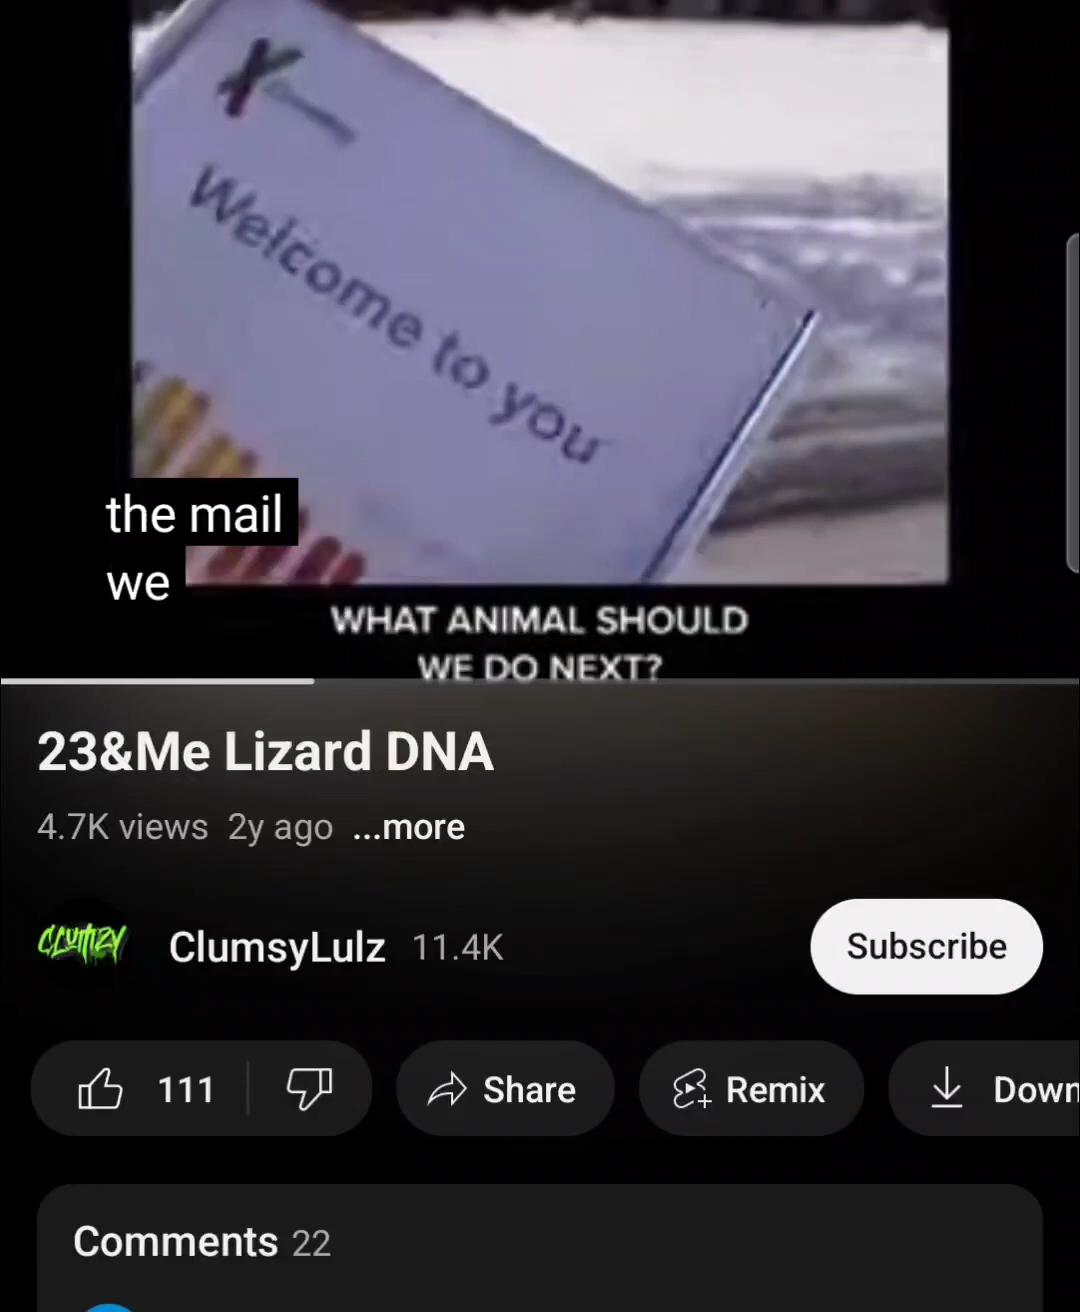 Welcome to you
the mail
we
WHAT ANIMAL SHOULD
WE DO NEXT?
23&Me Lizard DNA
4.7K views 2y ago ...more
CLUMZY
ClumsyLulz 11.4K
Subscribe
111
Share
Remix
Down
Comments 22